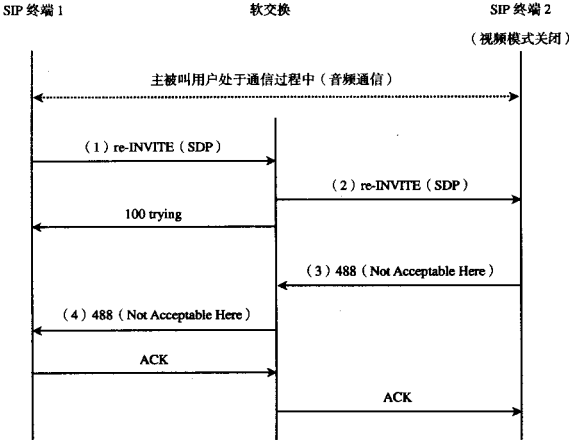 SIP 终端 1 软交换 SIP 终端 2
（视频模式关闭）
主被叫用户处于通信过程中（音频通信）
（1）re-INVITE（SDP）
（2）re-INVITE（SDP）
100 trying
（3）488（Not Acceptable Here）
（4）488（Not Acceptable Here）
ACK
ACK